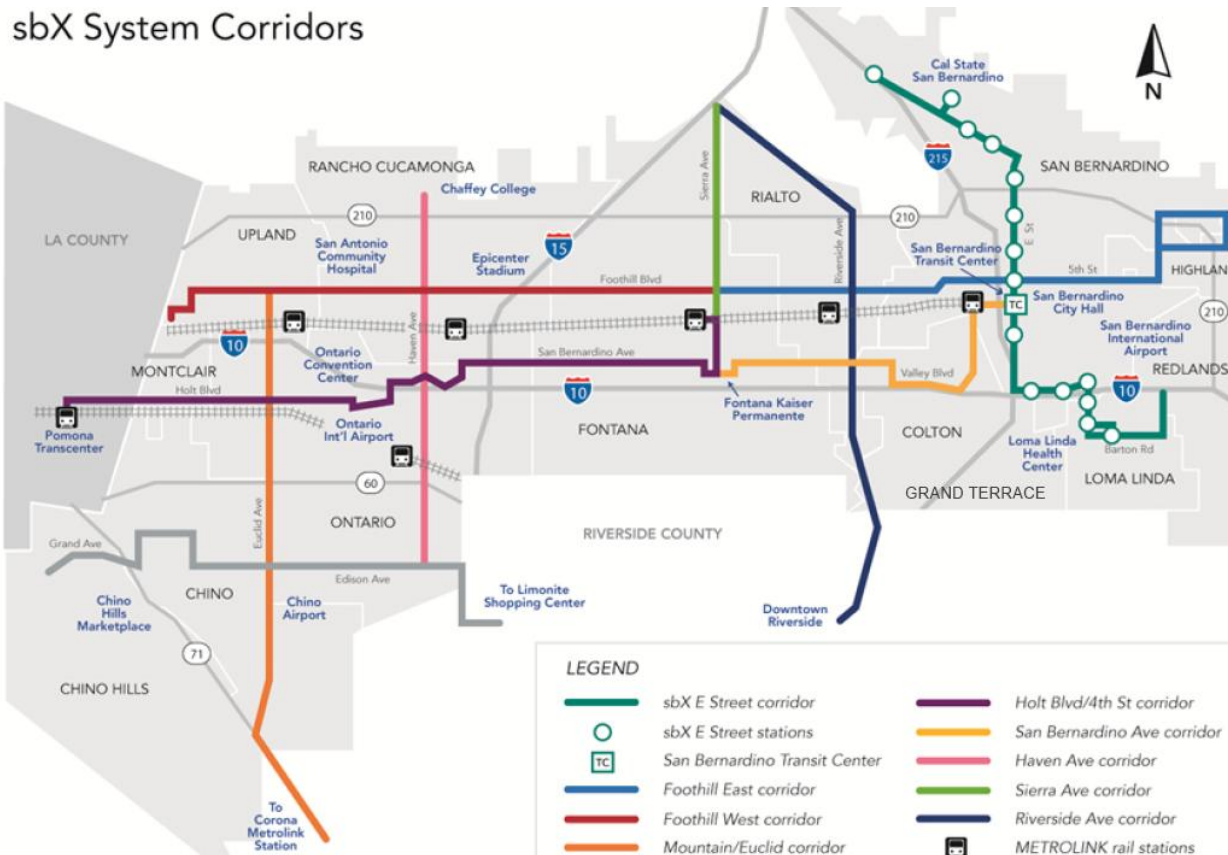 sbX System Corridors
N
Cal State
San Bernardino
215
SAN BERNARDINO
RANCHO CUCAMONGA
Chaffey College
Sierra Ave
RIALTO
LA COUNTY
UPLAND
210
San Antonio
Community
Hospital
Epicenter
Stadium
15
Riverside Ave
210
San Bernardino
Transit Center
E St
HIGHLAN
Foothill Blvd
5th St
TC
San Bernardino
City Hall
210
San Bernardino
International
Airport
REDLANDS
10
Haven Ave
MONTCLAIR
Ontario
Convention
Center
San Bernardino Ave
Holt Blvd
10
Valley Blvd
10
Fontana Kaiser
Permanente
Pomona
Transcenter
Ontario
Int'l Airport
FONTANA
COLTON
Loma Linda
Health
Center
Barton Rd
LOMA LINDA
60
GRAND TERRACE
Euclid Ave
ONTARIO
RIVERSIDE COUNTY
Grand Ave
Edison Ave
CHINO
Chino
Hills
Marketplace
Chino
Airport
To Limonite
Shopping Center
Downtown
Riverside
71
CHINO HILLS
To
Corona
Metrolink
Station
LEGEND
sbX E Street corridor
sbX E Street stations
TC
San Bernardino Transit Center
Foothill East corridor
Foothill West corridor
Mountain/Euclid corridor
Holt Blvd/4th St corridor
San Bernardino Ave corridor
Haven Ave corridor
Sierra Ave corridor
Riverside Ave corridor
METROLINK rail stations